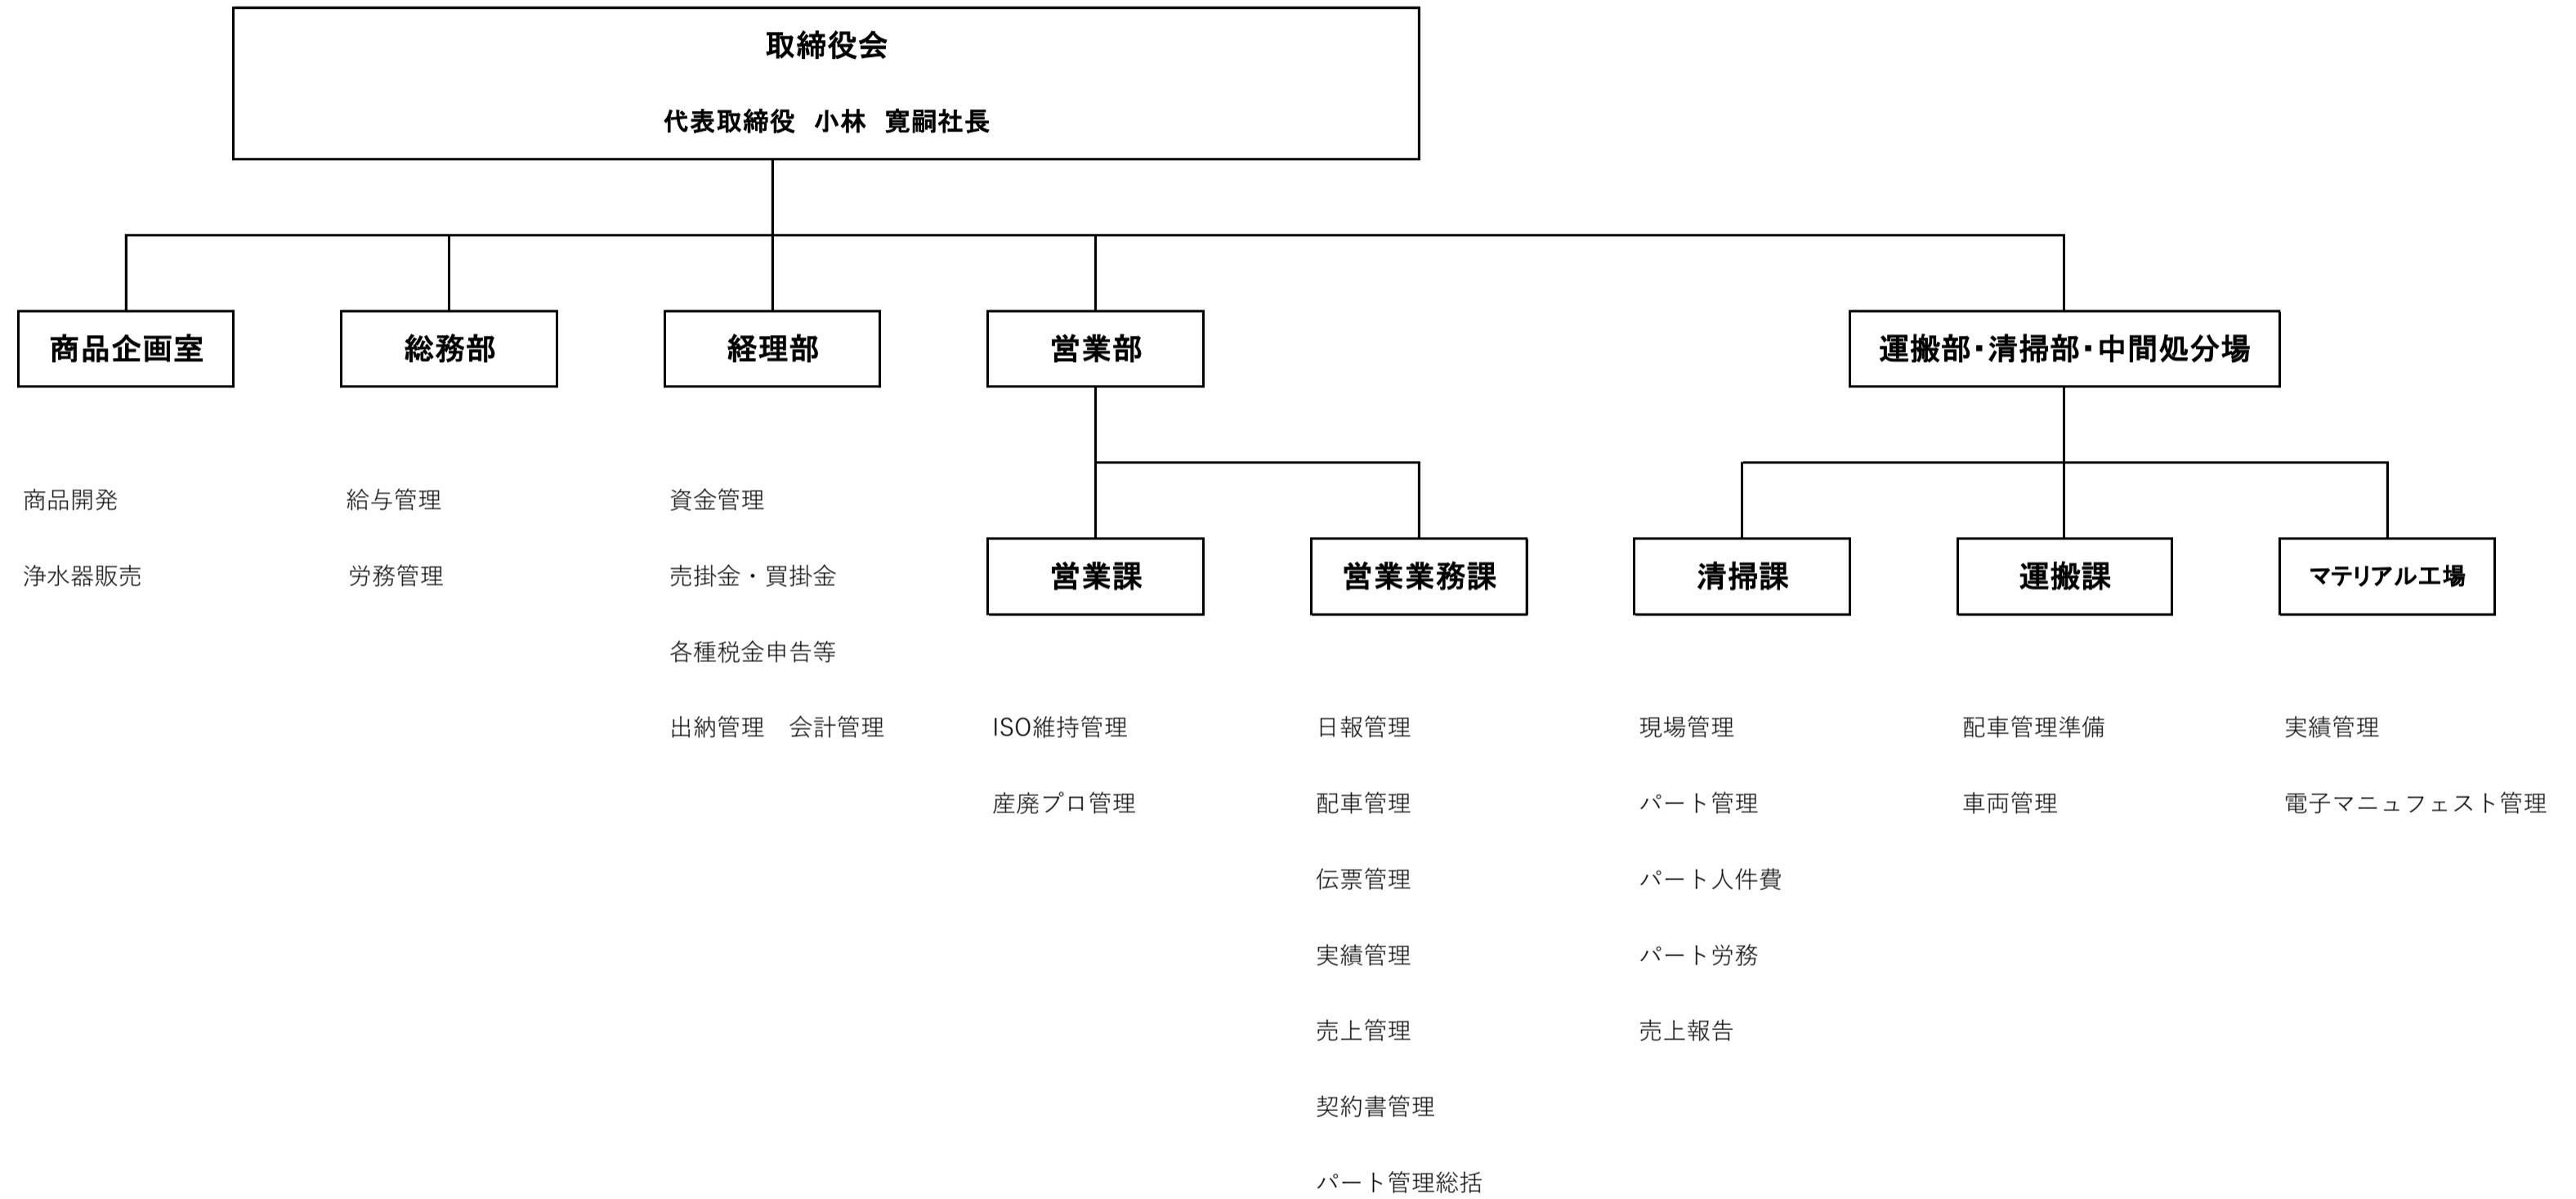 取締役会
代表取締役　小林　寛嗣社長
商品企画室
総務部
経理部
営業部
運搬部・清掃部・中間処分場
商品開発
給与管理
資金管理
浄水器販売
労務管理
売掛金・買掛金
営業課
営業業務課
清掃課
運搬課
マテリアル工場
各種税金申告等
出納管理　会計管理
ISO維持管理
日報管理
現場管理
配車管理準備
実績管理
産廃プロ管理
配車管理
パート管理
車両管理
電子マニュフェスト管理
伝票管理
パート人件費
実績管理
パート労務
売上管理
売上報告
契約書管理
パート管理総括